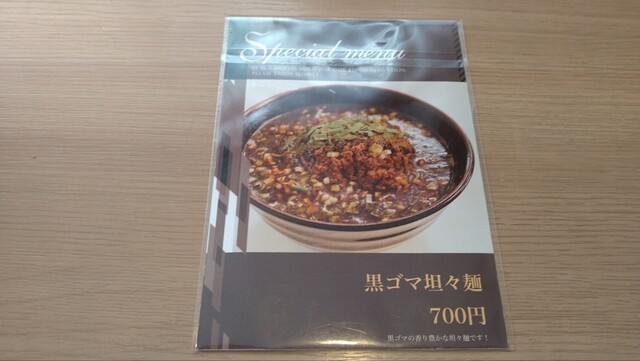 Special menu
黒ゴマ坦々麺
700円
黒ゴマの香り豊かな坦々麺です!